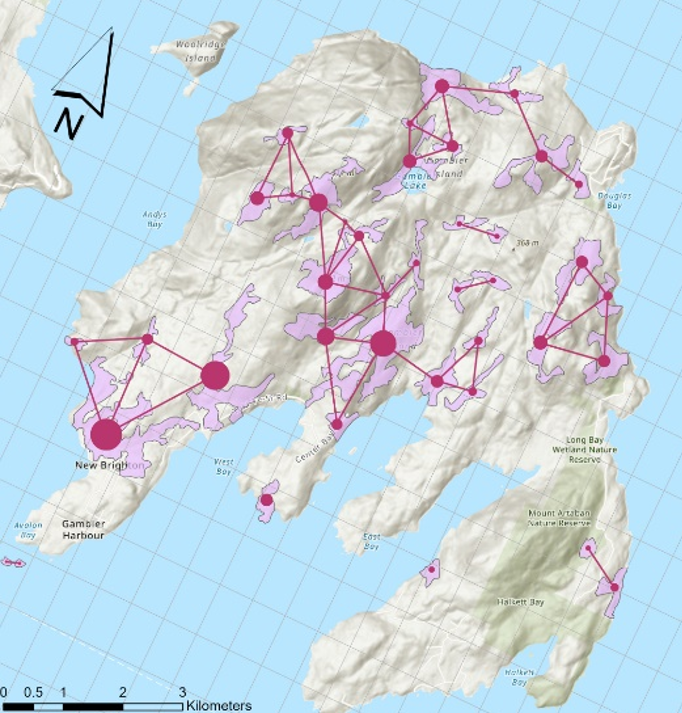 Woolridge
Island
Gambier
Island
Lake
Douglas
Bay
Andys
Bay
368 m
N
Center Bay
West
Bay
New Brighton
Long Bay
Wetland Nature
Reserve
Mount Artaban
Nature Reserve
Avalon
Bay
Gambier
Harbour
East
Bay
Halsett Bay
Halkett
Bay
0 0.5 1 2 3
Kilometers